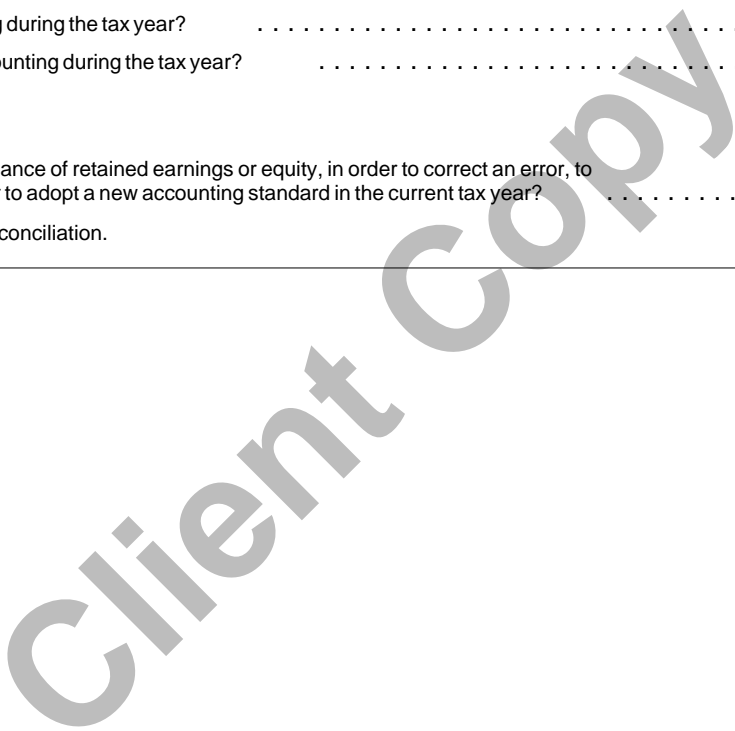 g during the tax year? . . . . . . . . . . . . . . . . . . . . . . . . . . . . . . .
ounting during the tax year? . . . . . . . . . . . . . . . . . . . . . . . . . . .
ance of retained earnings or equity, in order to correct an error, to
r to adopt a new accounting standard in the current tax year? . . . . . . . . .
conciliation.
Client Copy